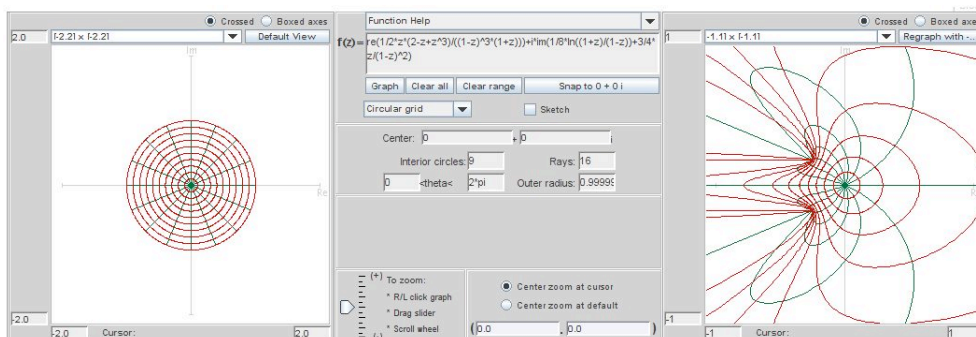 Crossed Boxed axes
2.0 [-2.2] x [-2.2] Default View
Im
Re
-2.0
-2.0 Cursor: 2.0
Function Help
f(z)= re(1/2*z*(2-z+z^3)/((1-z)^3*(1+z)))+i*im(1/8*ln((1+z)/(1-z))+3/4*
z/(1-z)^2)
Graph Clear all Clear range Snap to 0 + 0 i
Circular grid Sketch
Center: 0 + 0 i
Interior circles: 9 Rays: 16
0 <theta< 2*pi Outer radius: 0.9999
(+) To zoom:
* R/L click graph
* Drag slider
* Scroll wheel
(-)
Center zoom at cursor
Center zoom at default
( 0.0 , 0.0 )
Crossed Boxed axes
1 -1.1] x [-1.1] Regraph with -...
Im
-1
-1 Cursor: 1